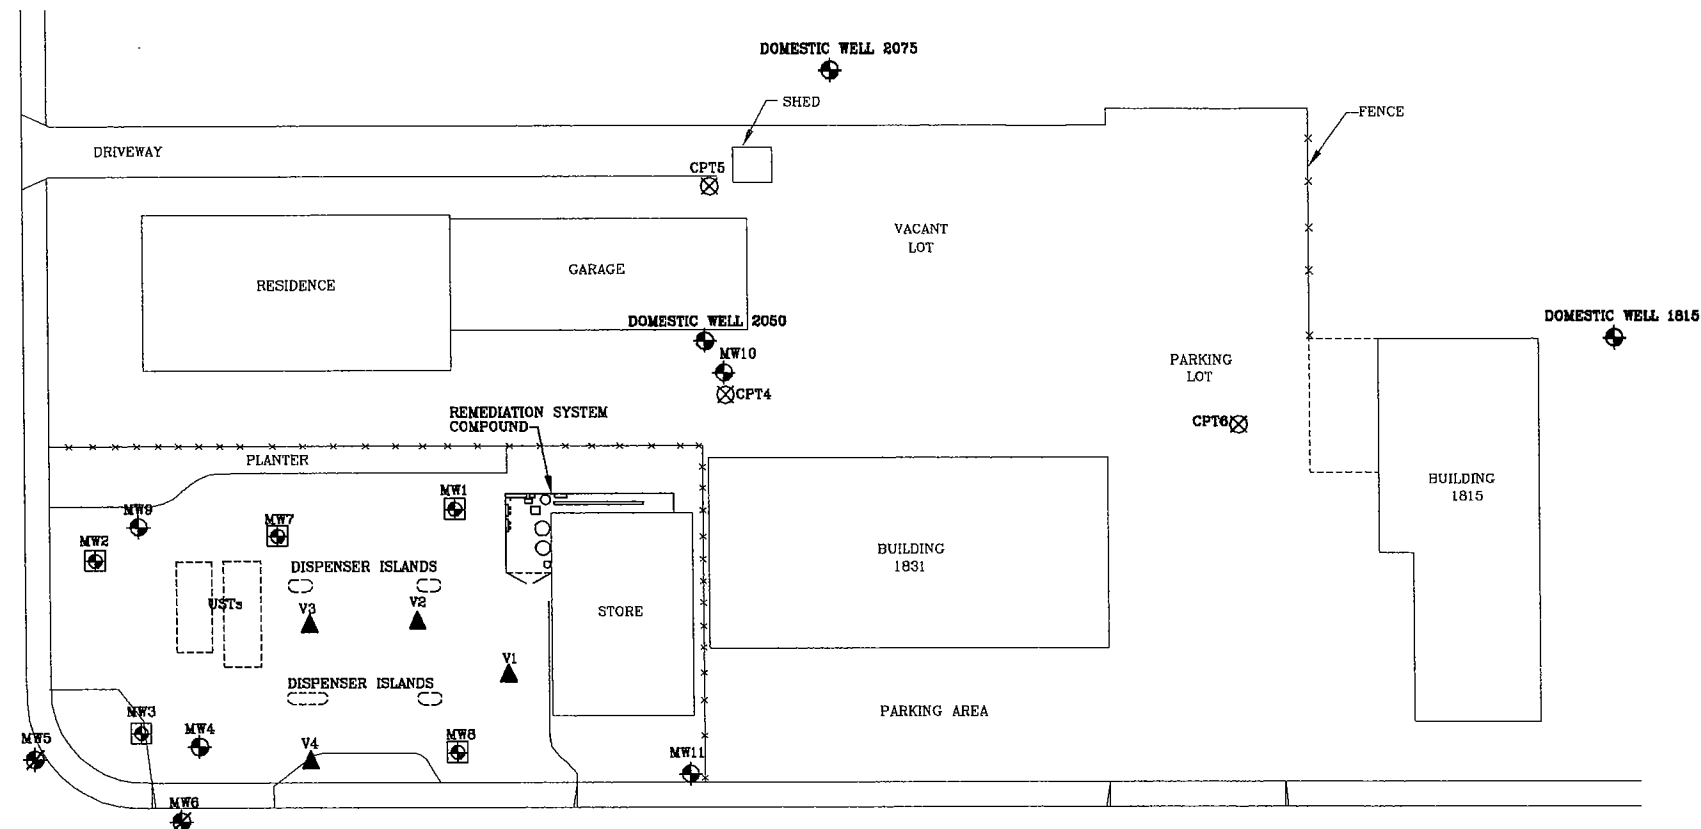 DOMESTIC WELL 2075
SHED
FENCE
DRIVEWAY
CPT5
VACANT
LOT
GARAGE
RESIDENCE
DOMESTIC WELL 2050
DOMESTIC WELL 1815
MW10
PARKING
LOT
CPT4
REMEDIATION SYSTEM
COMPOUND
CPT6
PLANTER
BUILDING
1815
MW1
MW9
MW7
MW2
BUILDING
1831
DISPENSER ISLANDS
USTs
V3
V2
STORE
V1
DISPENSER ISLANDS
PARKING AREA
MW3
MW4
MW5
V4
MW8
MW11
MW6